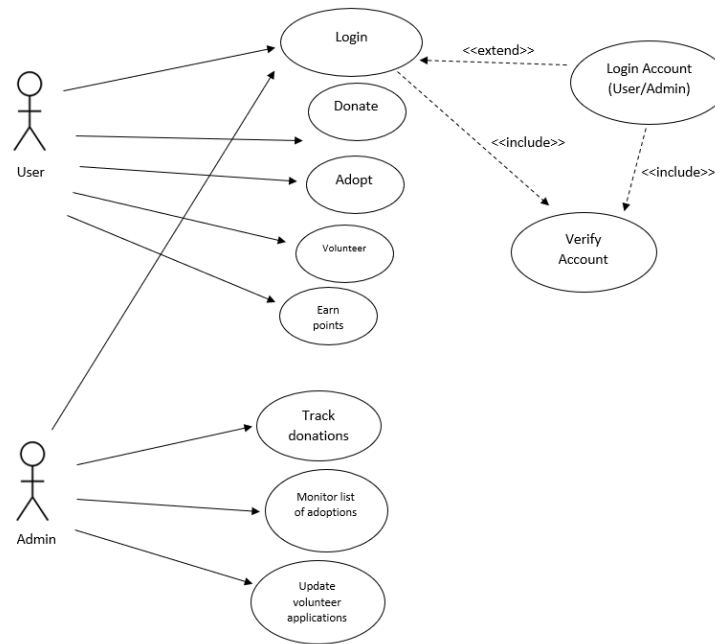 Login
<<extend>>
Login Account
(User/Admin)
Donate
<<include>>
User
Adopt
<<include>>
Volunteer
Verify
Account
Earn
points
Track
donations
Monitor list
of adoptions
Admin
Update
volunteer
applications